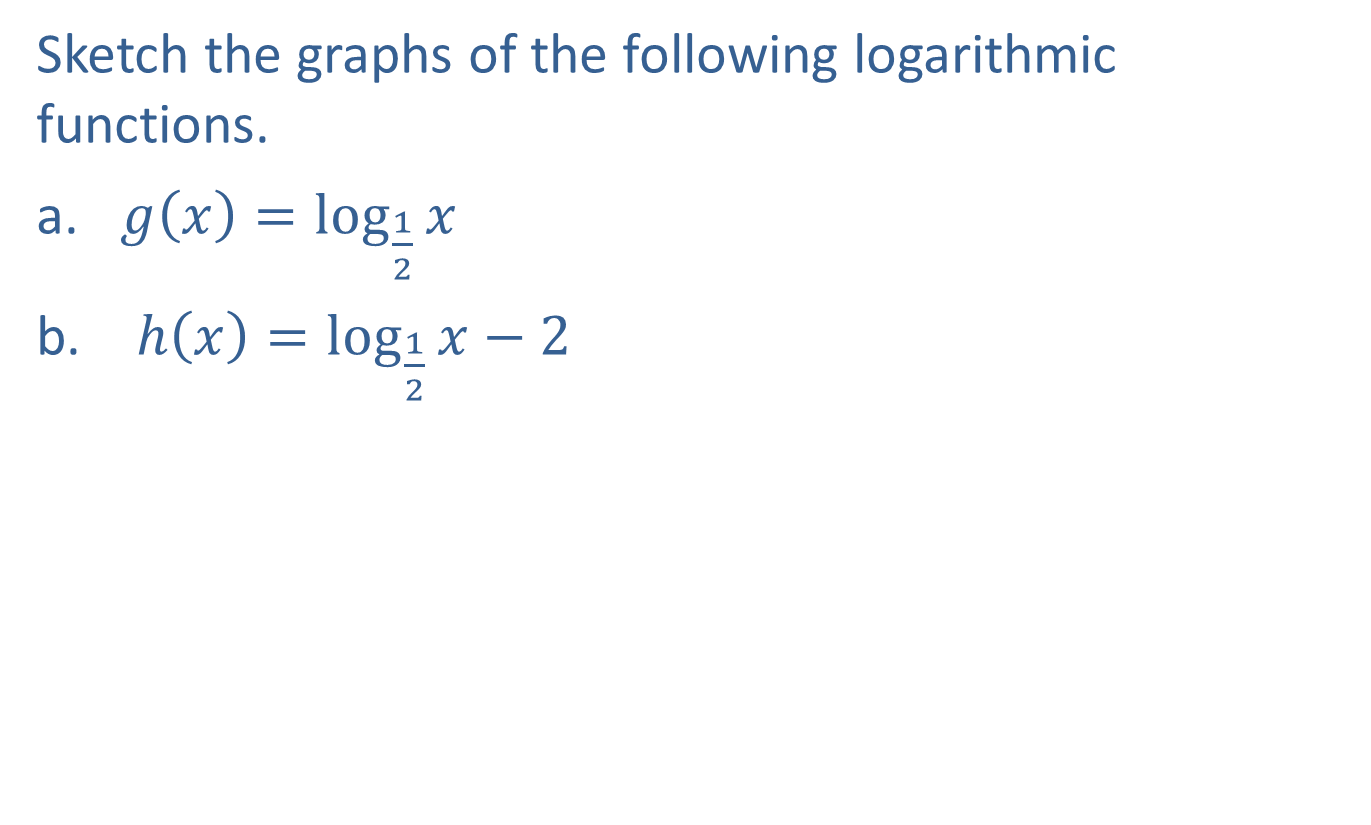 Sketch the graphs of the following logarithmic
functions.
a. g(x) = log_{1/2} x
b. h(x) = log_{1/2} x − 2